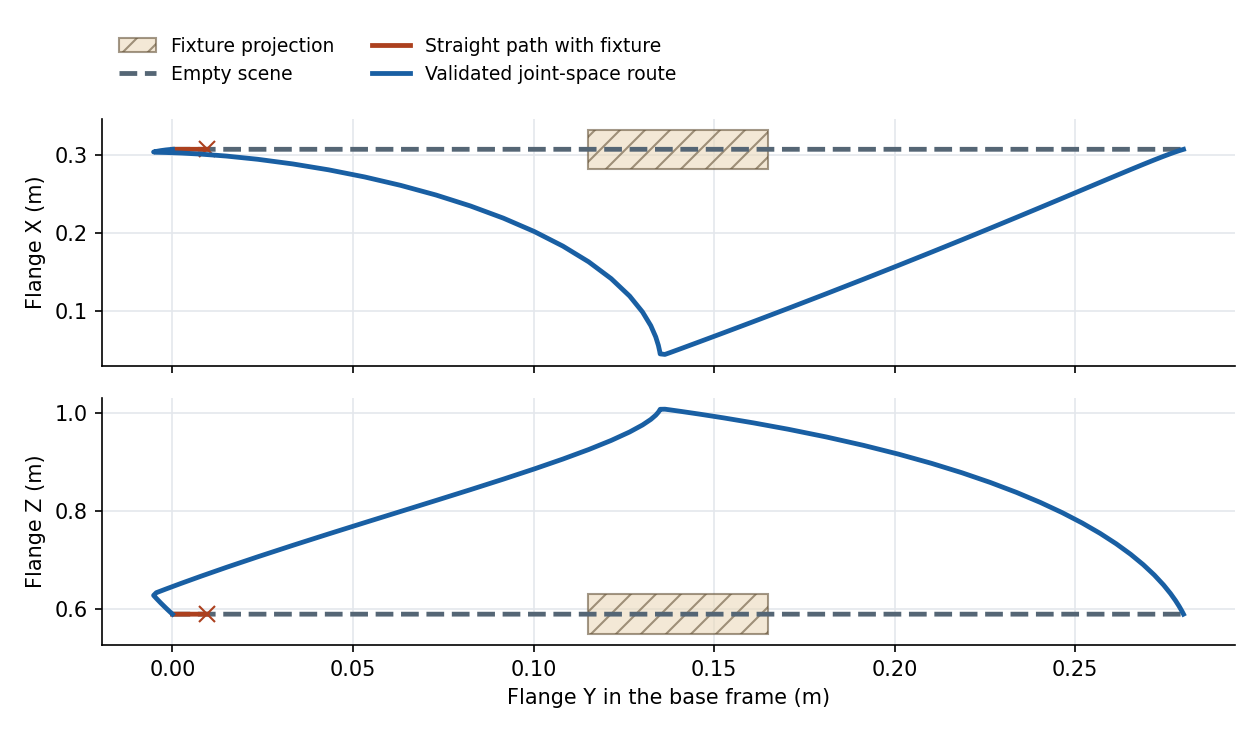 Fixture projection
Empty scene
Straight path with fixture
Validated joint-space route
0.3
0.2
0.1
Flange X (m)
1.0
0.8
0.6
Flange Z (m)
0.00 0.05 0.10 0.15 0.20 0.25
Flange Y in the base frame (m)